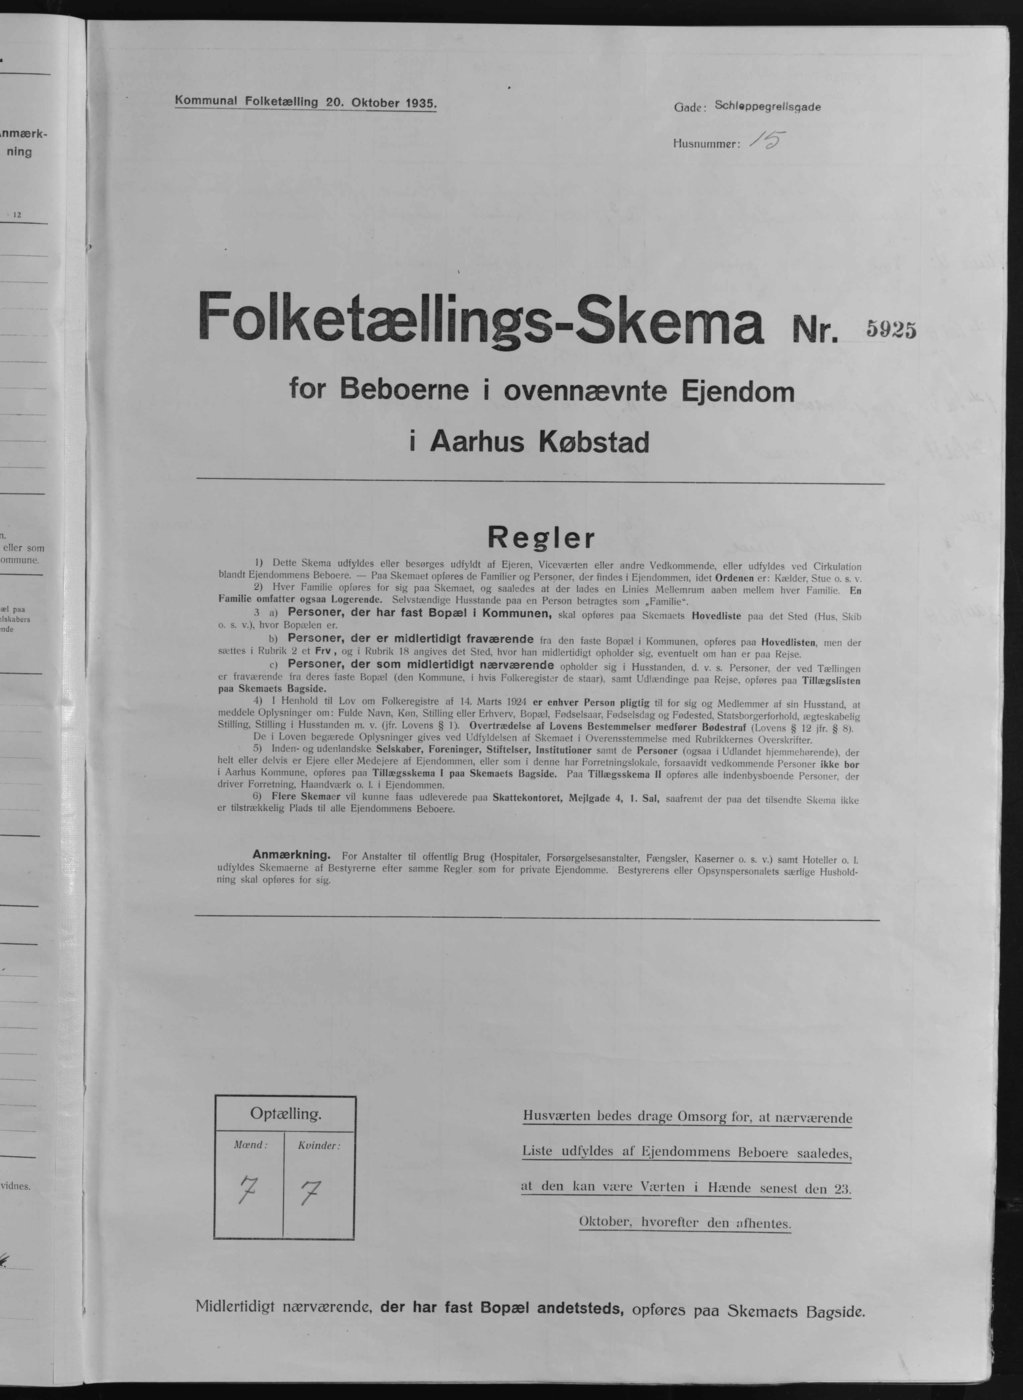 nmærk-
ning
12
n.
eller som
ommune.
æl paa
elskabers
ende
vidnes.
Kommunal Folketælling 20. Oktober 1935.
Gade: Schleppegrellsgade
Husnummer: 15
Folketællings-Skema Nr. 5925
for Beboerne i ovennævnte Ejendom
i Aarhus Købstad
Regler
1) Dette Skema udfyldes eller besørges udfyldt af Ejeren, Viceværten eller andre Vedkommende, eller udfyldes ved Cirkulation
blandt Ejendommens Beboere. — Paa Skemaet opføres de Familier og Personer, der findes i Ejendommen, idet Ordenen er: Kælder, Stue o. s. v.
2) Hver Familie opføres for sig paa Skemaet, og saaledes at der lades en Linies Mellemrum aaben mellem hver Familie. En
Familie omfatter ogsaa Logerende. Selvstændige Husstande paa en Person betragtes som „Familie“.
3 a) Personer, der har fast Bopæl i Kommunen, skal opføres paa Skemaets Hovedliste paa det Sted (Hus, Skib
o. s. v.), hvor Bopælen er.
b) Personer, der er midlertidigt fraværende fra den faste Bopæl i Kommunen, opføres paa Hovedlisten, men der
sættes i Rubrik 2 et Frv, og i Rubrik 18 angives det Sted, hvor han midlertidigt opholder sig, eventuelt om han er paa Rejse.
c) Personer, der som midlertidigt nærværende opholder sig i Husstanden, d. v. s. Personer, der ved Tællingen
er fraværende fra deres faste Bopæl (den Kommune, i hvis Folkeregister de staar), samt Udlændinge paa Rejse, opføres paa Tillægslisten
paa Skemaets Bagside.
4) I Henhold til Lov om Folkeregistre af 14. Marts 1924 er enhver Person pligtig til for sig og Medlemmer af sin Husstand, at
meddele Oplysninger om: Fulde Navn, Køn, Stilling eller Erhverv, Bopæl, Fødselsaar, Fødselsdag og Fødested, Statsborgerforhold, ægteskabelig
Stilling, Stilling i Husstanden m. v. (jfr. Lovens § 1). Overtrædelse af Lovens Bestemmelser medfører Bødestraf (Lovens § 12 jfr. § 8).
De i Loven begærede Oplysninger gives ved Udfyldelsen af Skemaet i Overensstemmelse med Rubrikkernes Overskrifter.
5) Inden- og udenlandske Selskaber, Foreninger, Stiftelser, Institutioner samt de Personer (ogsaa i Udlandet hjemmehørende), der
helt eller delvis er Ejere eller Medejere af Ejendommen, eller som i denne har Forretningslokale, forsaavidt vedkommende Personer ikke bor
i Aarhus Kommune, opføres paa Tillægsskema I paa Skemaets Bagside. Paa Tillægsskema II opføres alle indenbysboende Personer, der
driver Forretning, Haandværk o. l. i Ejendommen.
6) Flere Skemaer vil kunne faas udleverede paa Skattekontoret, Mejlgade 4, 1. Sal, saafremt der paa det tilsendte Skema ikke
er tilstrækkelig Plads til alle Ejendommens Beboere.
Anmærkning. For Anstalter til offentlig Brug (Hospitaler, Forsørgelsesanstalter, Fængsler, Kaserner o. s. v.) samt Hoteller o. l.
udfyldes Skemaerne af Bestyrerne efter samme Regler som for private Ejendomme. Bestyrerens eller Opsynspersonalets særlige Hushold-
ning skal opføres for sig.
Optælling.
Mænd: Kvinder:
7 7
Husværten bedes drage Omsorg for, at nærværende
Liste udfyldes af Ejendommens Beboere saaledes,
at den kan være Værten i Hænde senest den 23.
Oktober, hvorefter den afhentes.
Midlertidigt nærværende, der har fast Bopæl andetsteds, opføres paa Skemaets Bagside.